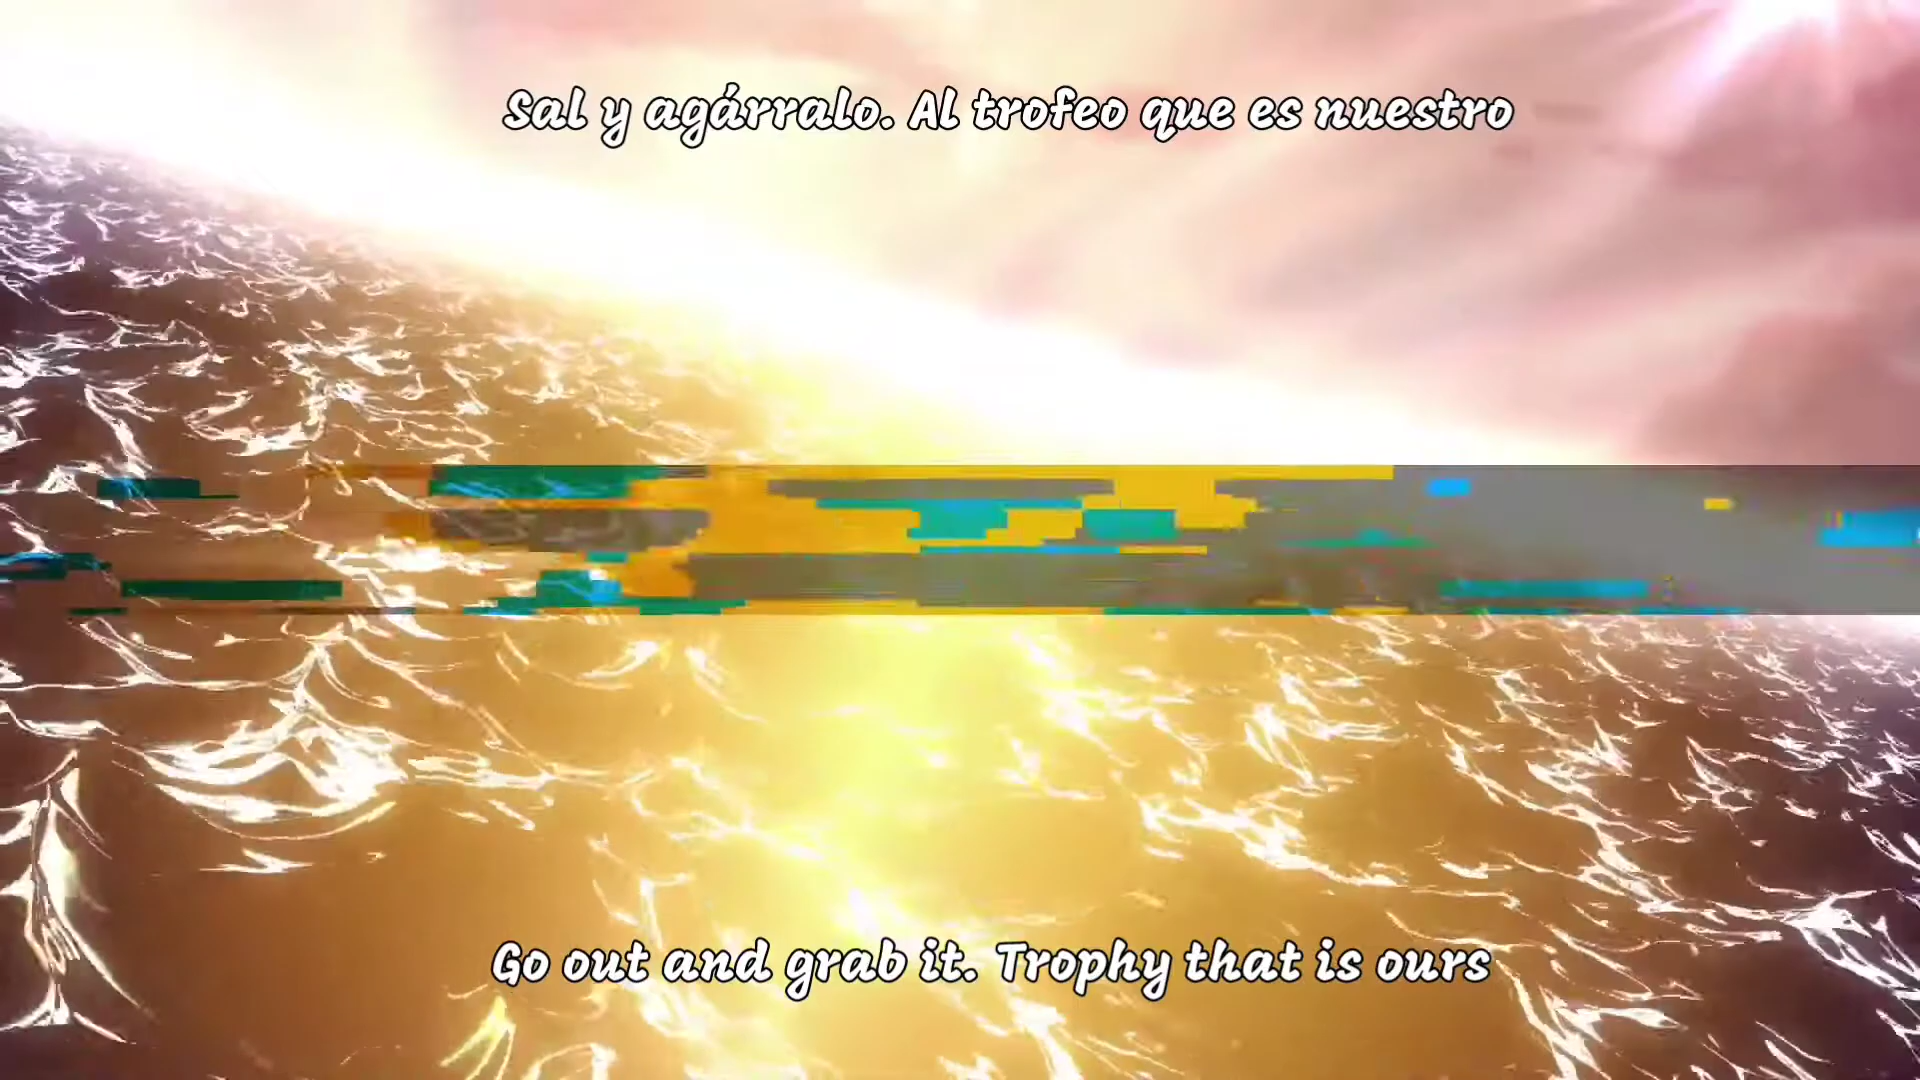 Sal y agárralo. Al trofeo que es nuestro
Go out and grab it. Trophy that is ours